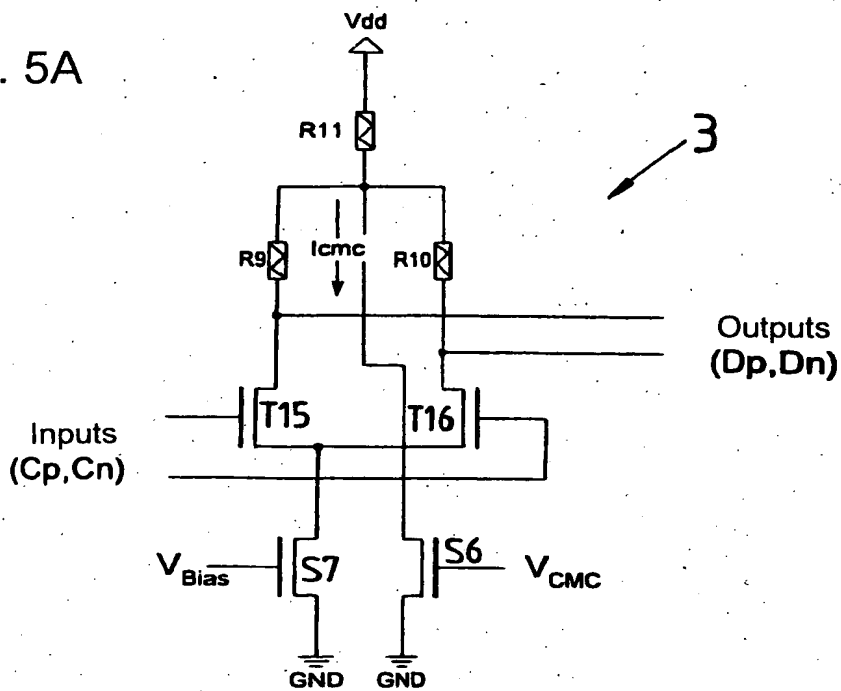 Vdd
. 5A
R11
3
R9
Icmc
R10
Outputs
(Dp,Dn)
T15
T16
Inputs
(Cp,Cn)
VBias
S7
S6
VCMC
GND
GND